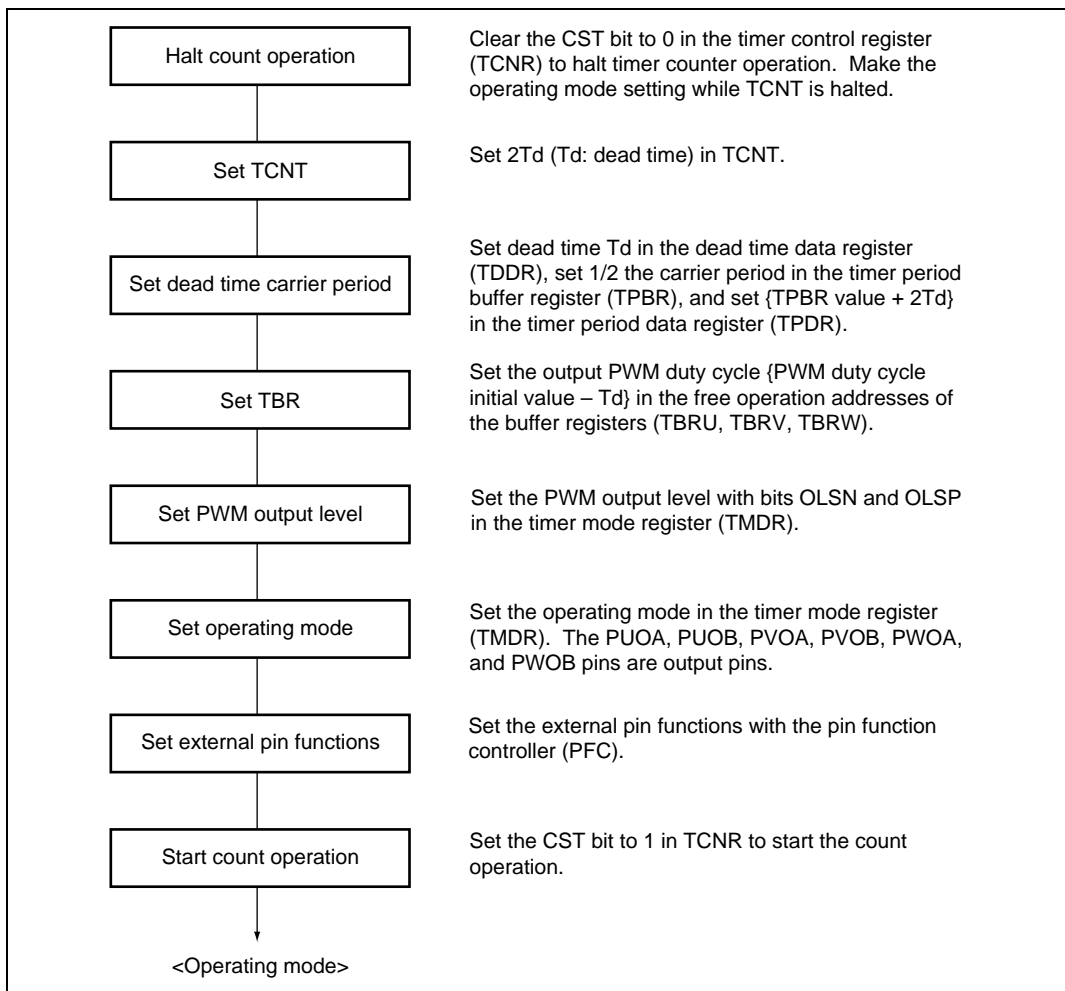 Halt count operation
Clear the CST bit to 0 in the timer control register
(TCNR) to halt timer counter operation.  Make the
operating mode setting while TCNT is halted.
Set TCNT
Set 2Td (Td: dead time) in TCNT.
Set dead time carrier period
Set dead time Td in the dead time data register
(TDDR), set 1/2 the carrier period in the timer period
buffer register (TPBR), and set {TPBR value + 2Td}
in the timer period data register (TPDR).
Set TBR
Set the output PWM duty cycle {PWM duty cycle
initial value – Td} in the free operation addresses of
the buffer registers (TBRU, TBRV, TBRW).
Set PWM output level
Set the PWM output level with bits OLSN and OLSP
in the timer mode register (TMDR).
Set operating mode
Set the operating mode in the timer mode register
(TMDR).  The PUOA, PUOB, PVOA, PVOB, PWOA,
and PWOB pins are output pins.
Set external pin functions
Set the external pin functions with the pin function
controller (PFC).
Start count operation
Set the CST bit to 1 in TCNR to start the count
operation.
<Operating mode>